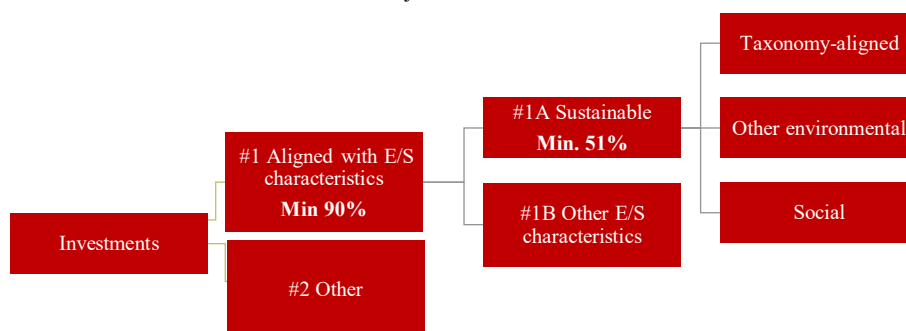 Investments
#1 Aligned with E/S
characteristics
Min 90%
#2 Other
#1A Sustainable
Min. 51%
#1B Other E/S
characteristics
Taxonomy-aligned
Other environmental
Social